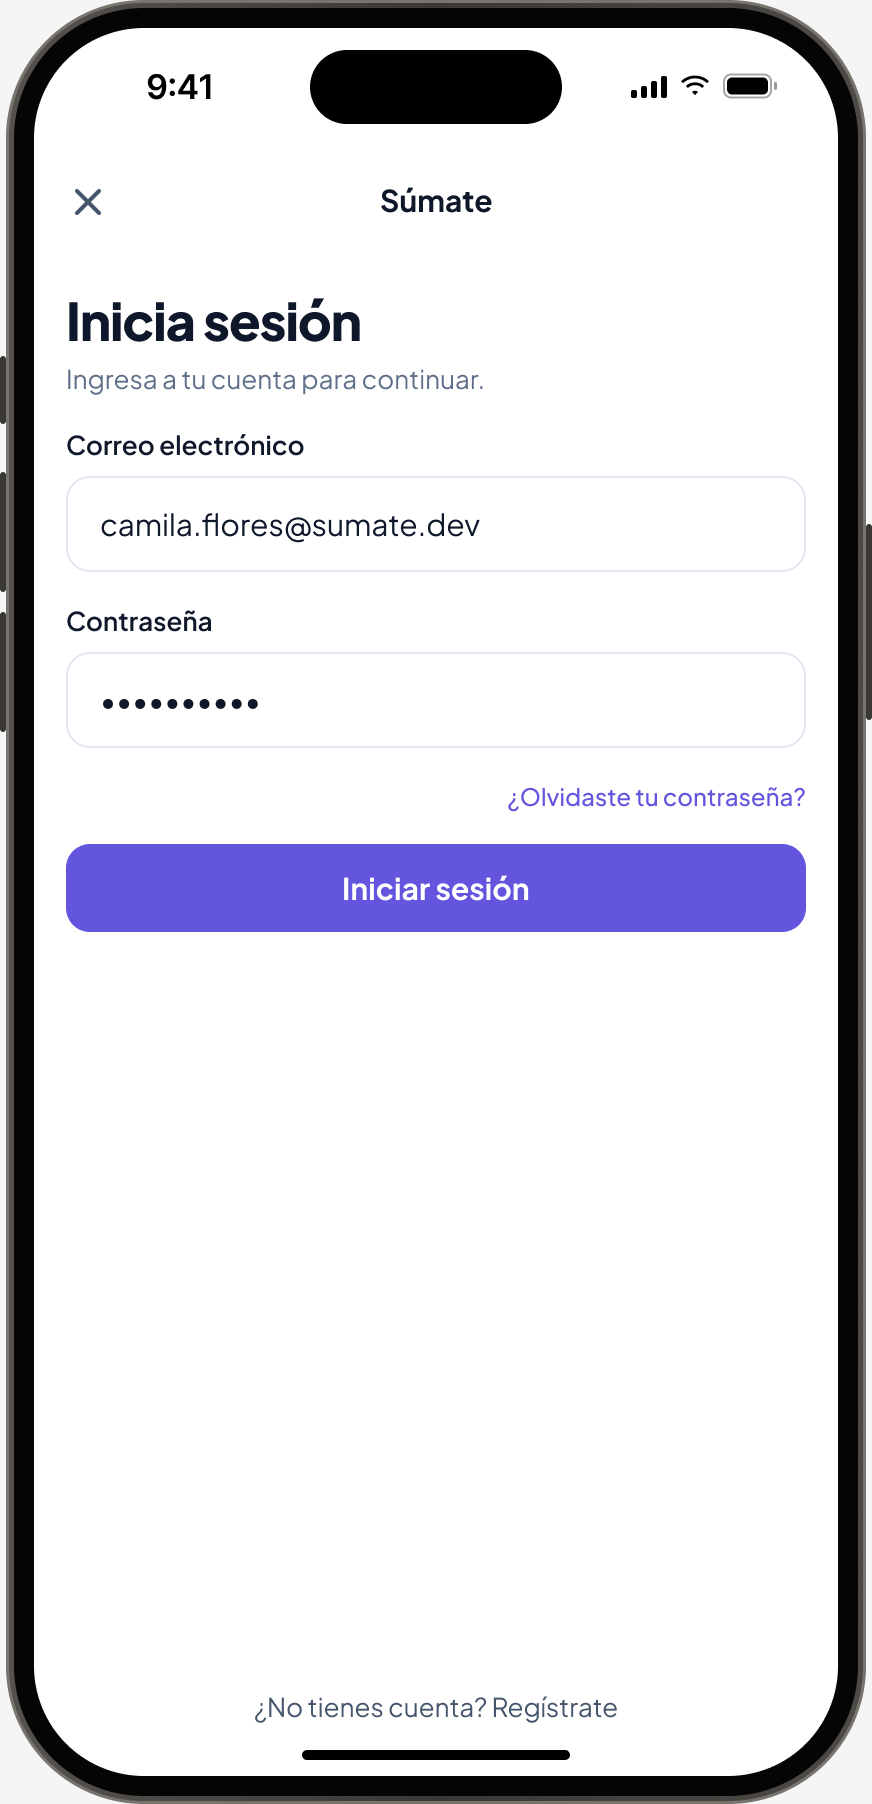 9:41
Súmate
Inicia sesión
Ingresa a tu cuenta para continuar.
Correo electrónico
camila.flores@sumate.dev
Contraseña
••••••••••
¿Olvidaste tu contraseña?
Iniciar sesión
¿No tienes cuenta? Regístrate